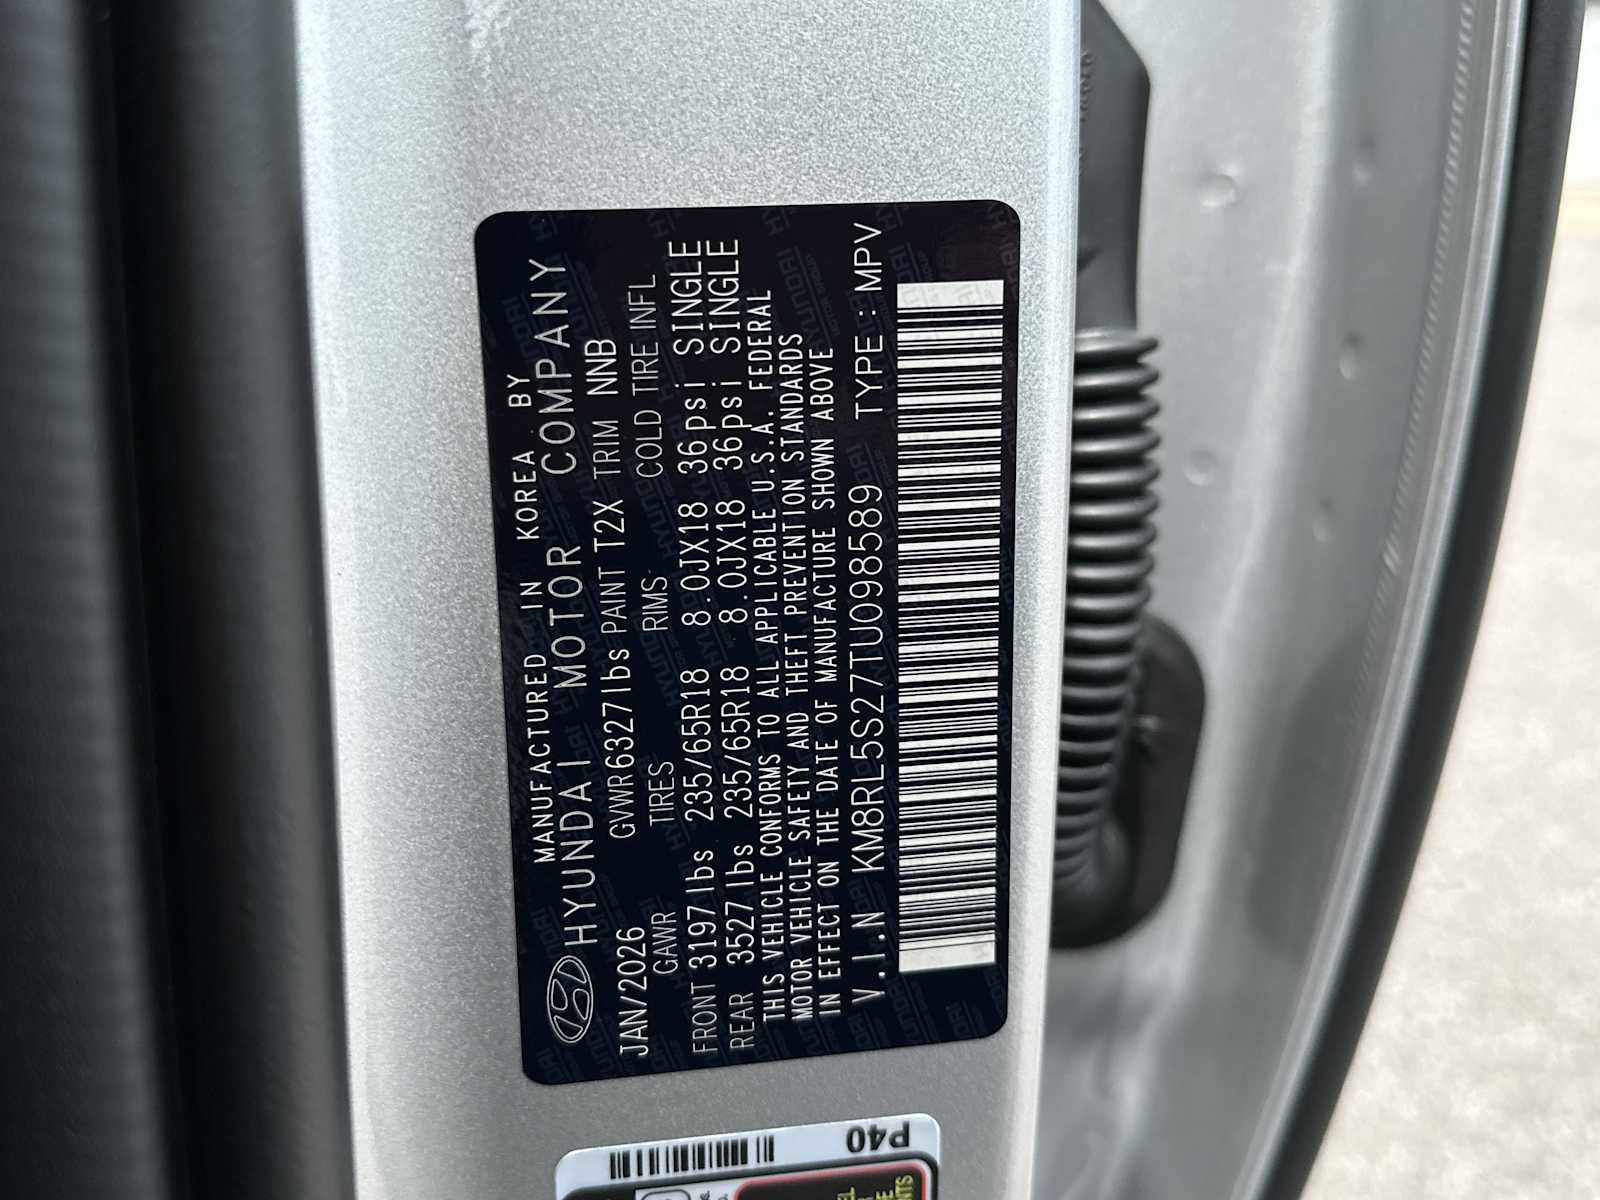 MANUFACTURED IN KOREA BY
HYUNDAI MOTOR COMPANY
JAN/2026 GVWR6327lbs PAINT T2X TRIM NNB
GAWR TIRES RIMS COLD TIRE INFL
FRONT 3197lbs 235/65R18 8.0JX18 36psi SINGLE
REAR 3527lbs 235/65R18 8.0JX18 36psi SINGLE
THIS VEHICLE CONFORMS TO ALL APPLICABLE U.S.A. FEDERAL
MOTOR VEHICLE SAFETY AND THEFT PREVENTION STANDARDS
IN EFFECT ON THE DATE OF MANUFACTURE SHOWN ABOVE
V.I.N KM8RL5S27TU098589 TYPE:MPV
P40